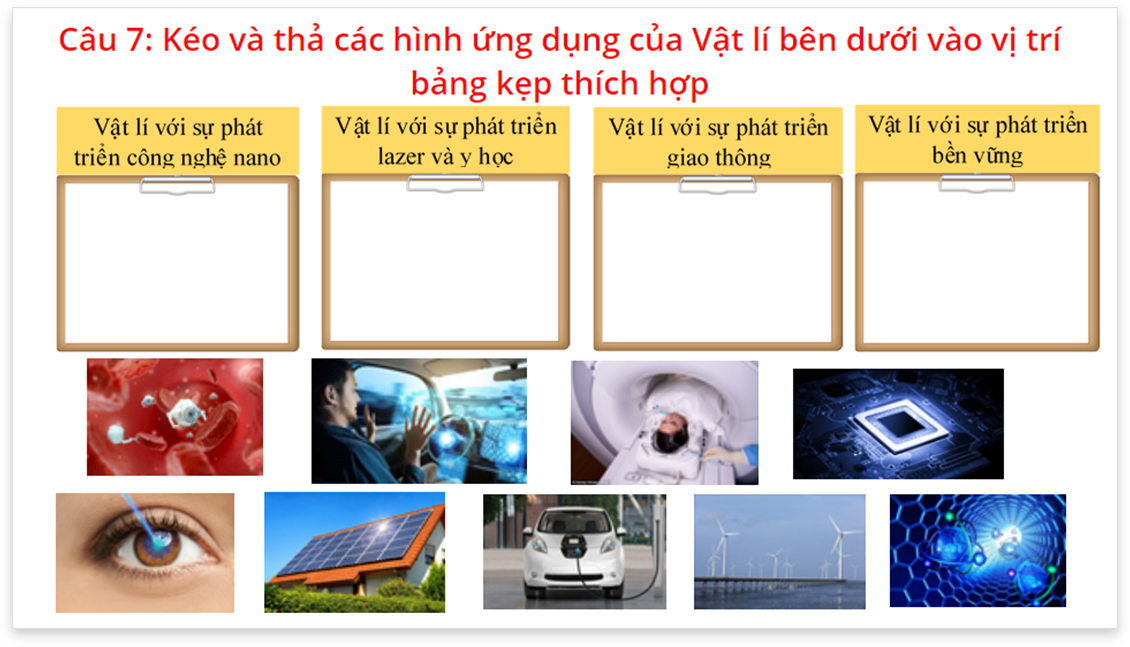 Câu 7: Kéo và thả các hình ứng dụng của Vật lí bên dưới vào vị trí
bảng kẹp thích hợp
Vật lí với sự phát
triển công nghệ nano
Vật lí với sự phát triển
lazer và y học
Vật lí với sự phát triển
giao thông
Vật lí với sự phát triển
bền vững